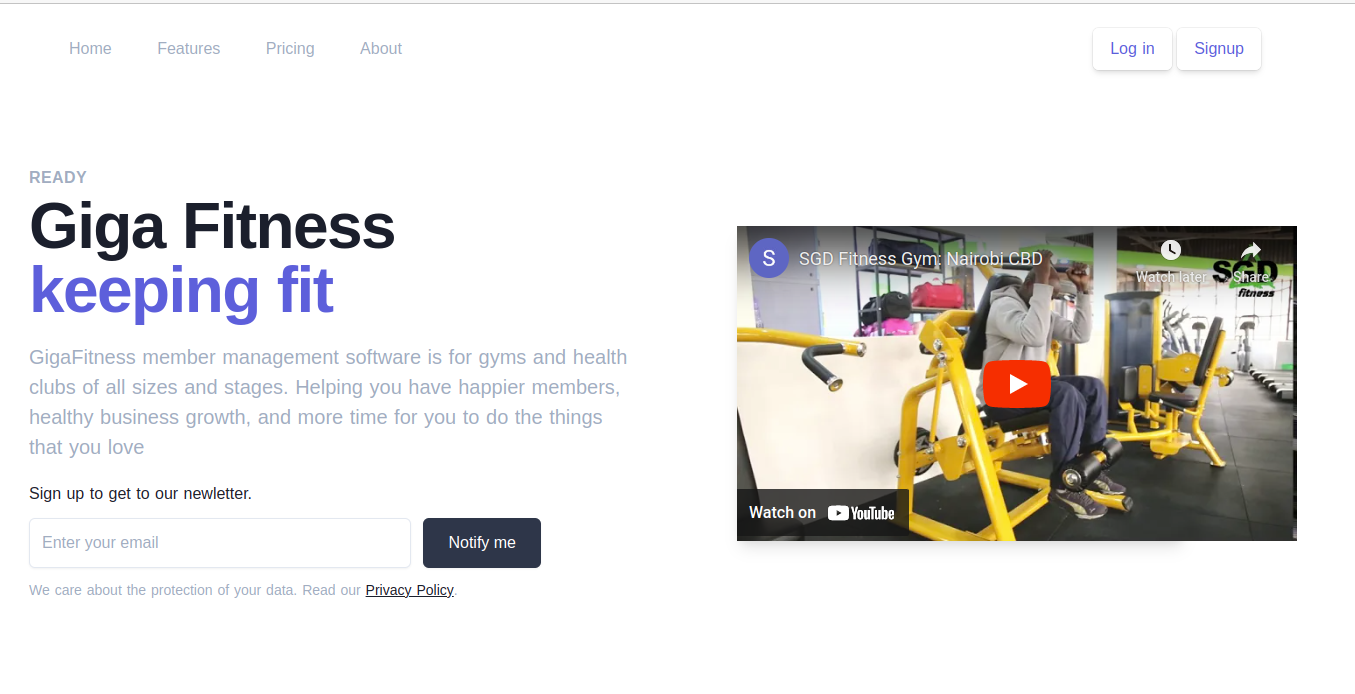 Home Features Pricing About Log in Signup
READY
Giga Fitness
keeping fit
GigaFitness member management software is for gyms and health
clubs of all sizes and stages. Helping you have happier members,
healthy business growth, and more time for you to do the things
that you love
Sign up to get to our newletter.
Enter your email Notify me
We care about the protection of your data. Read our Privacy Policy.
S SGD Fitness Gym: Nairobi CBD
Watch later Share
SGD
fitness
Watch on YouTube